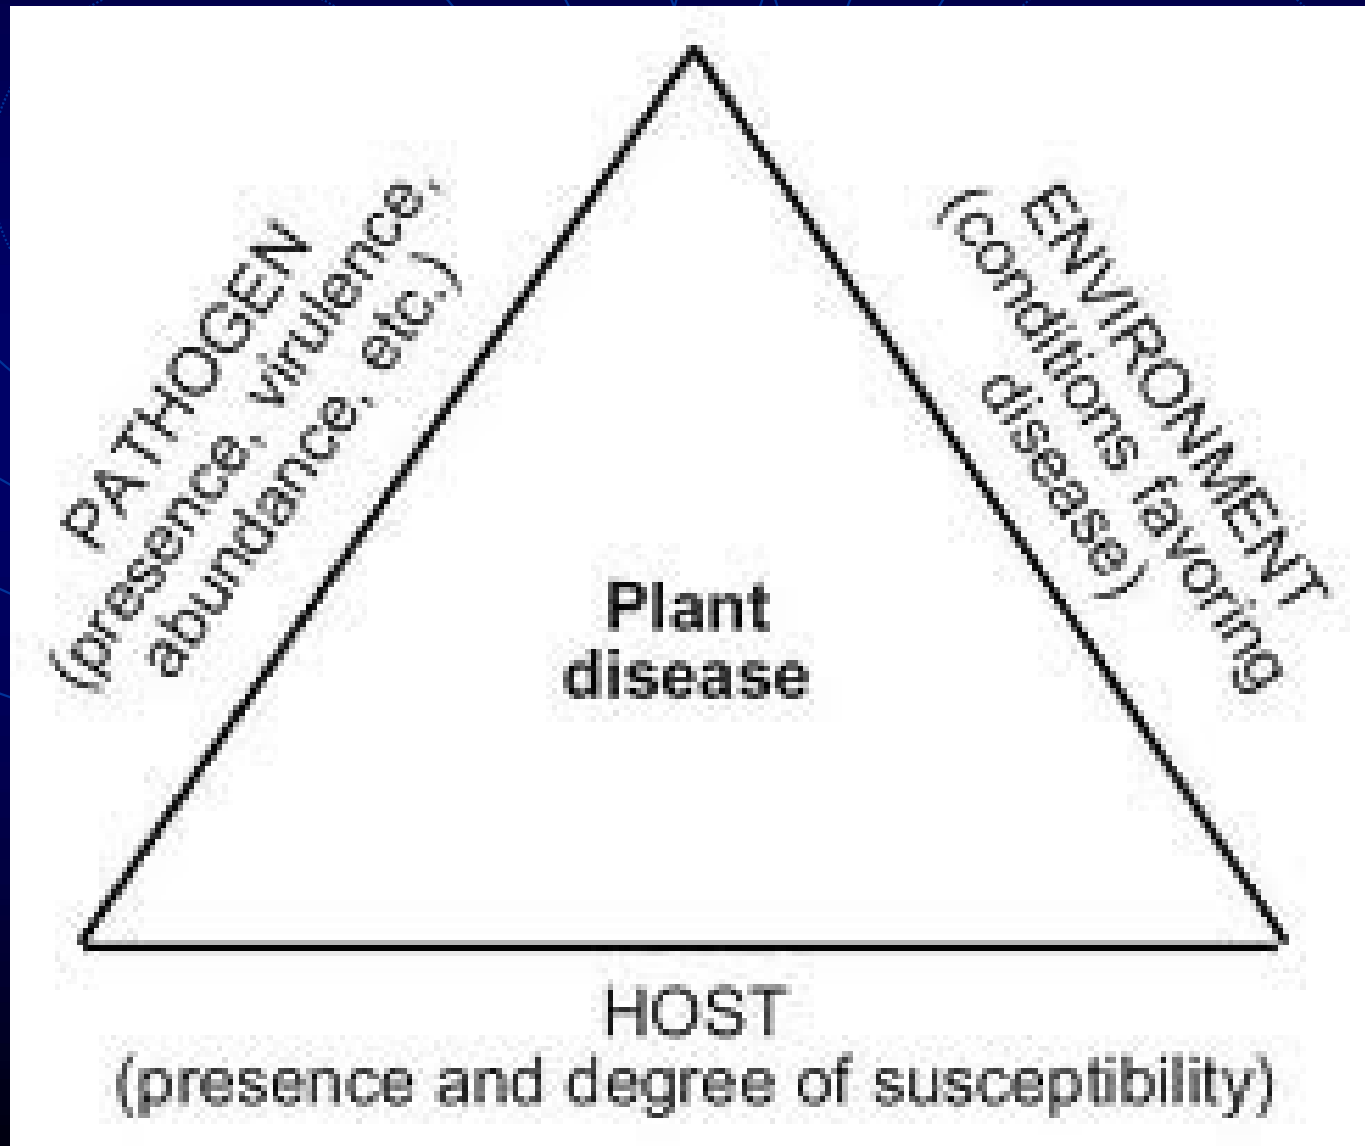 PATHOGEN
(presence, virulence,
abundance, etc.)
ENVIRONMENT
(conditions favoring
disease)
Plant
disease
HOST
(presence and degree of susceptibility)